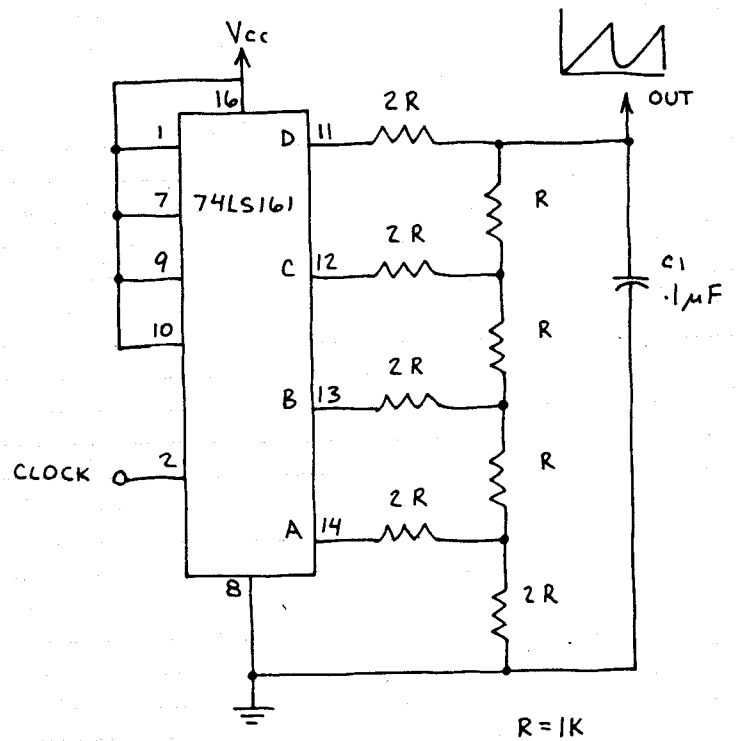 Vcc
OUT
16
2R
1
D
11
7
74LS161
R
9
C
12
2R
C1
.1µF
10
R
B
13
2R
CLOCK
2
R
A
14
2R
8
2R
R=1K